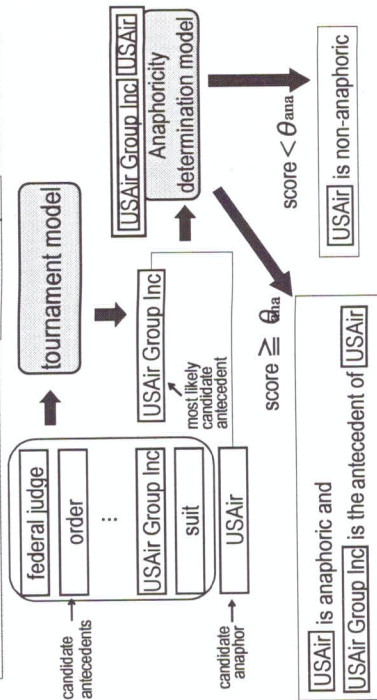 federal judge
order
:
USAir Group Inc
suit
USAir
candidate
antecedents
candidate
anaphor
tournament model
USAir Group Inc
most likely
candidate
antecedent
USAir Group Inc USAir
Anaphoricity
determination model
score ≧ θana
score < θana
USAir is anaphoric and
USAir Group Inc is the antecedent of USAir
USAir is non-anaphoric